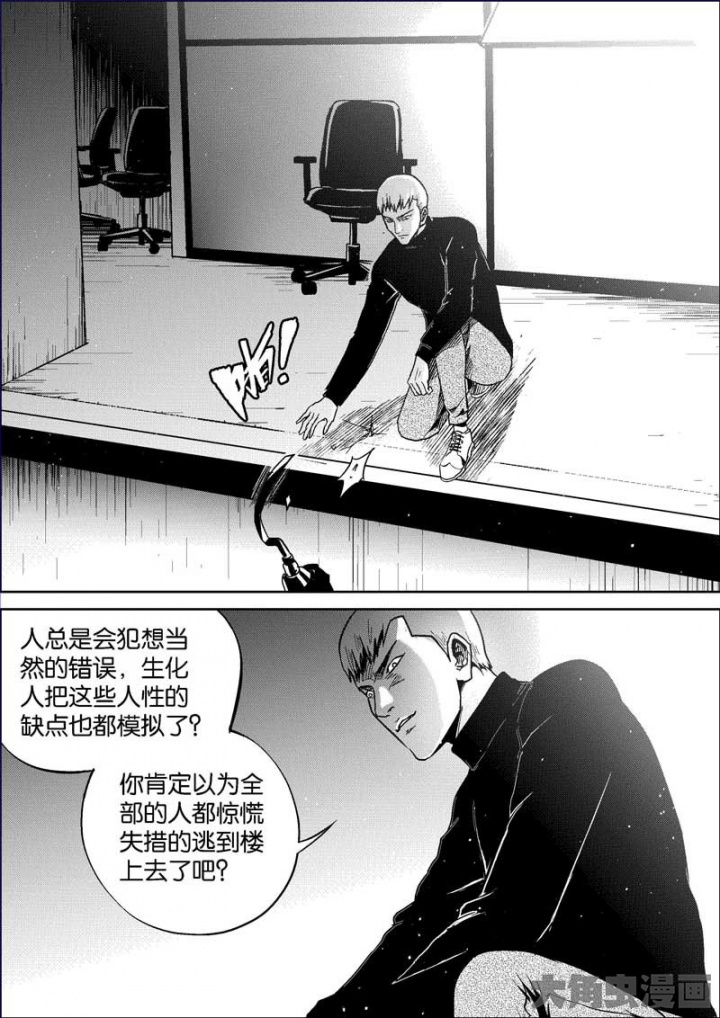 啪!
人总是会犯想当
然的错误，生化
人把这些人性的
缺点也都模拟了?
你肯定以为全
部的人都惊慌
失措的逃到楼
上去了吧?
大角虫漫画